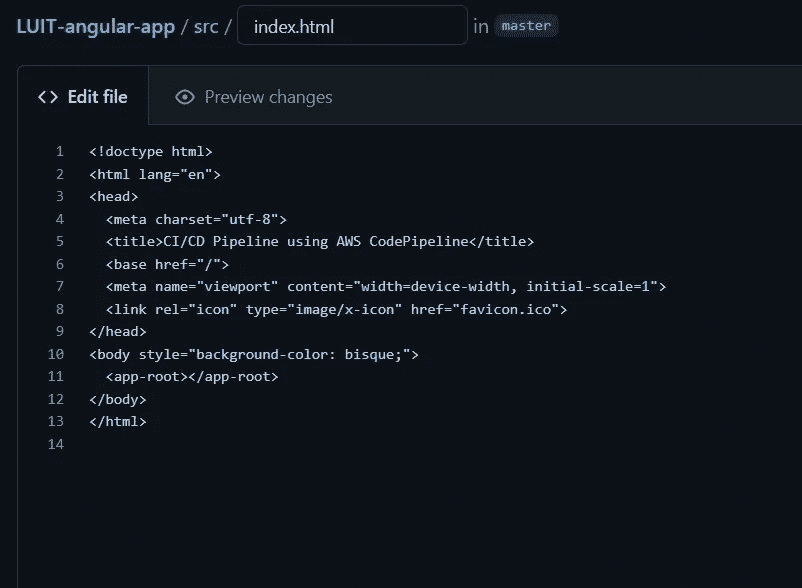 LUIT-angular-app / src / index.html in master
<> Edit file Preview changes
1 <!doctype html>
2 <html lang="en">
3 <head>
4   <meta charset="utf-8">
5   <title>CI/CD Pipeline using AWS CodePipeline</title>
6   <base href="/">
7   <meta name="viewport" content="width=device-width, initial-scale=1">
8   <link rel="icon" type="image/x-icon" href="favicon.ico">
9 </head>
10 <body style="background-color: bisque;">
11   <app-root></app-root>
12 </body>
13 </html>
14